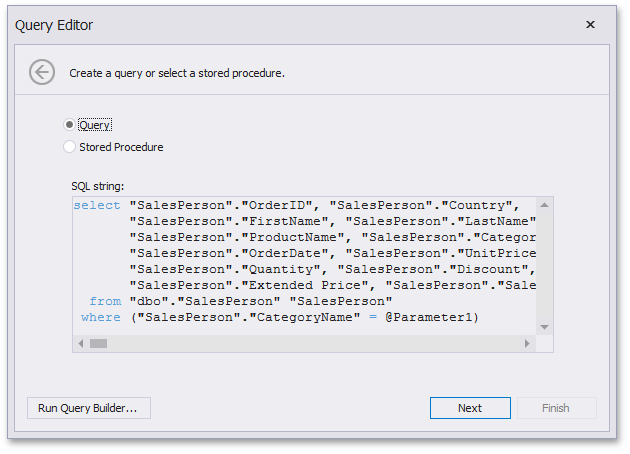 Query Editor
Create a query or select a stored procedure.
Query
Stored Procedure
SQL string:
select "SalesPerson"."OrderID", "SalesPerson"."Country",
"SalesPerson"."FirstName", "SalesPerson"."LastName"
"SalesPerson"."ProductName", "SalesPerson"."Categor
"SalesPerson"."OrderDate", "SalesPerson"."UnitPrice
"SalesPerson"."Quantity", "SalesPerson"."Discount",
"SalesPerson"."Extended Price", "SalesPerson"."Sale
from "dbo"."SalesPerson" "SalesPerson"
where ("SalesPerson"."CategoryName" = @Parameter1)
Run Query Builder...
Next
Finish